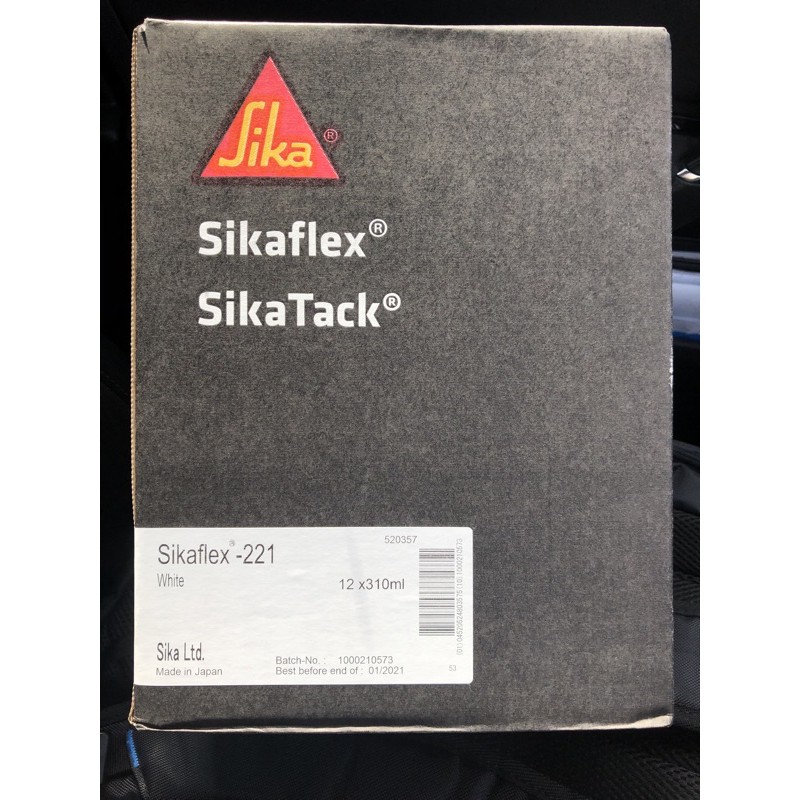 Sika®
Sikaflex®
SikaTack®
520357
Sikaflex®-221
White
12 x310ml
Sika Ltd.
Made in Japan
Batch-No. : 1000210573
Best before end of : 01/2021
53